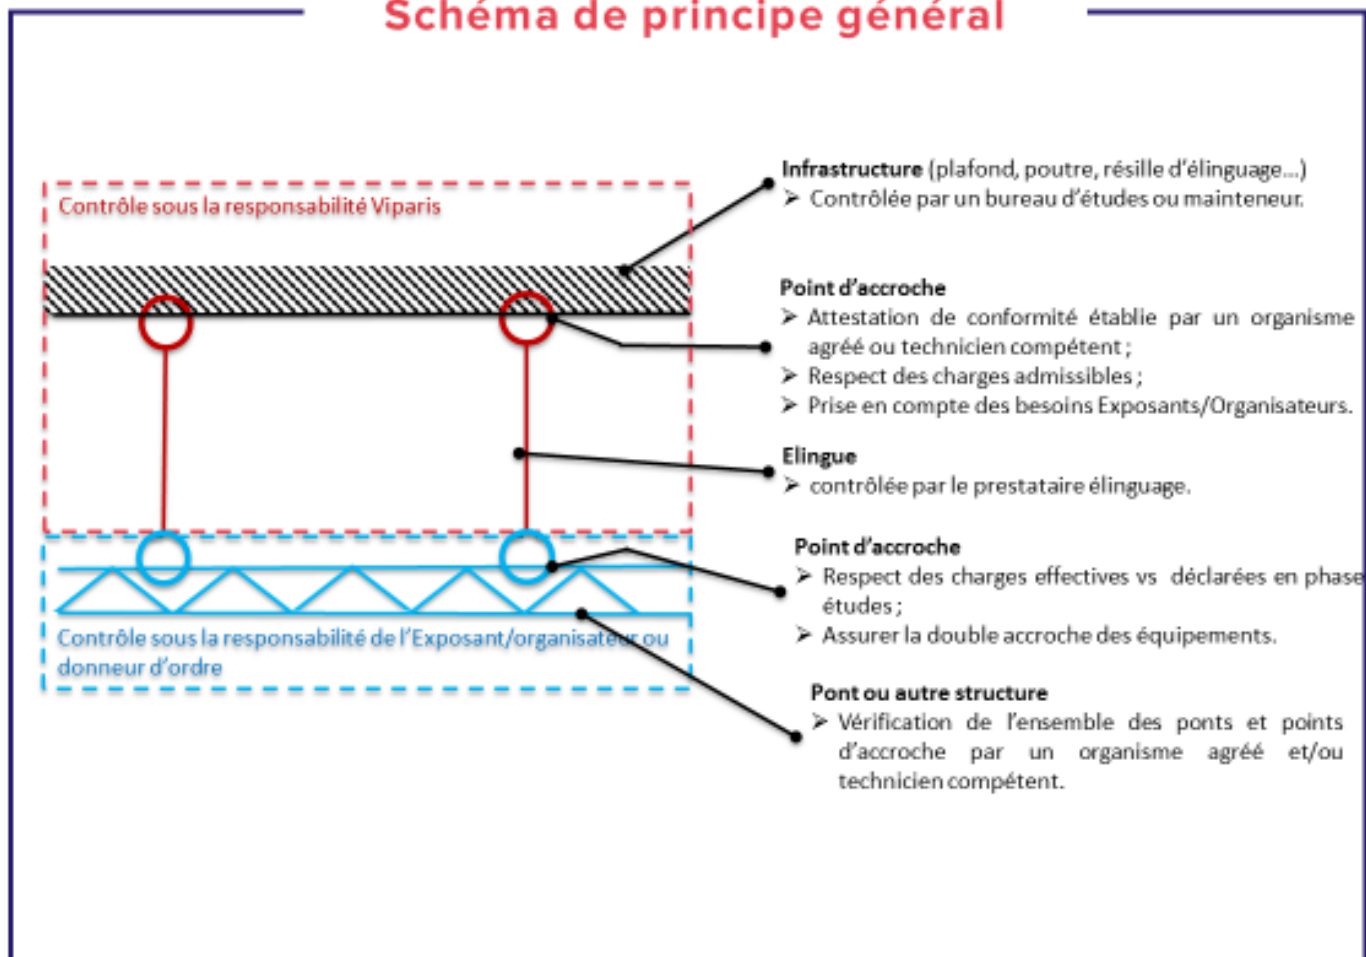 Schéma de principe général
Contrôle sous la responsabilité Viparis
Infrastructure (plafond, poutre, résille d'élinguage...)
➢ Contrôlée par un bureau d'études ou mainteneur.
Point d'accroche
➢ Attestation de conformité établie par un organisme
agréé ou technicien compétent ;
➢ Respect des charges admissibles ;
➢ Prise en compte des besoins Exposants/Organisateurs.
Elingue
➢ contrôlée par le prestataire élinguage.
Point d'accroche
➢ Respect des charges effectives vs déclarées en phase
études ;
➢ Assurer la double accroche des équipements.
Contrôle sous la responsabilité de l'Exposant/organisateur ou
donneur d'ordre
Pont ou autre structure
➢ Vérification de l'ensemble des ponts et points
d'accroche par un organisme agréé et/ou
technicien compétent.